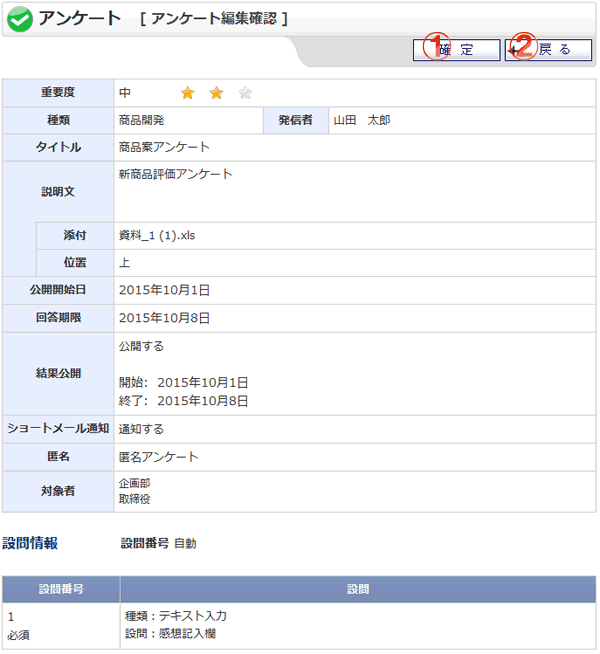 アンケート [ アンケート編集確認 ]
① 確 定 ② 戻 る
重要度 中
種類 商品開発 発信者 山田 太郎
タイトル 商品案アンケート
説明文 新商品評価アンケート
添付 資料_1 (1).xls
位置 上
公開開始日 2015年10月1日
回答期限 2015年10月8日
結果公開 公開する
開始: 2015年10月1日
終了: 2015年10月8日
ショートメール通知 通知する
匿名 匿名アンケート
対象者 企画部
取締役
設問情報 設問番号 自動
設問番号 設問
1 種類：テキスト入力
必須 設問：感想記入欄